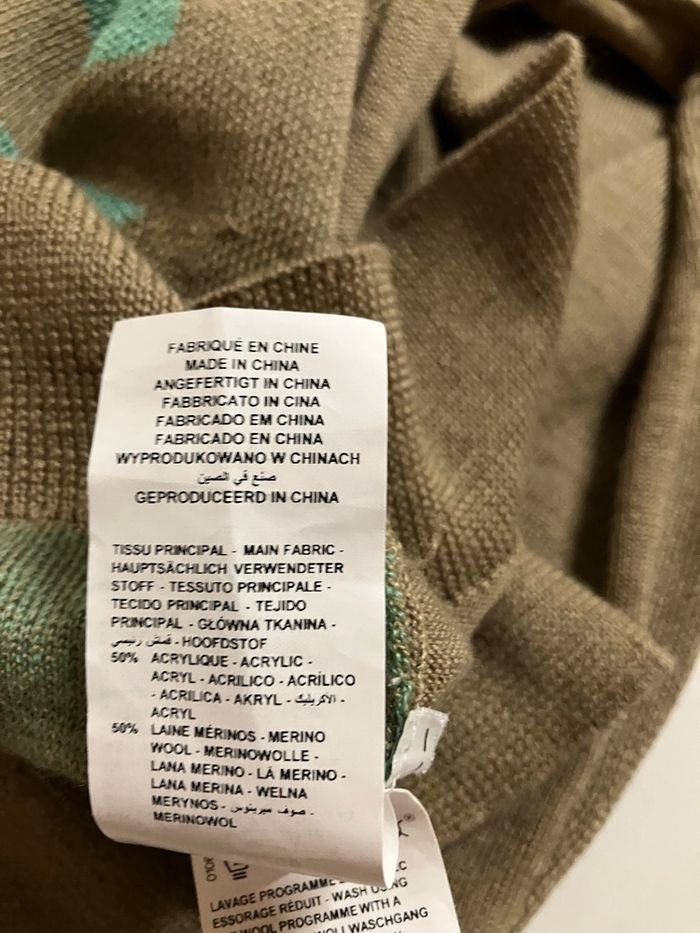 FABRIQUÉ EN CHINE
MADE IN CHINA
ANGEFERTIGT IN CHINA
FABBRICATO IN CINA
FABRICADO EM CHINA
FABRICADO EN CHINA
WYPRODUKOWANO W CHINACH
صنع في الصين
GEPRODUCEERD IN CHINA
TISSU PRINCIPAL - MAIN FABRIC -
HAUPTSÄCHLICH VERWENDETER
STOFF - TESSUTO PRINCIPALE -
TECIDO PRINCIPAL - TEJIDO
PRINCIPAL - GŁÓWNA TKANINA -
قماش رئيسي - HOOFDSTOF
50% ACRYLIQUE - ACRYLIC -
ACRYL - ACRILICO - ACRÍLICO
- ACRILICA - AKRYL - الأكريليك -
ACRYL
50% LAINE MÉRINOS - MERINO
WOOL - MERINOWOLLE -
LANA MERINO - LÃ MERINO -
LANA MERINA - WELNA
MERYNOS - صوف ميرينوس -
MERINOWOL
LAVAGE PROGRAMME
ESSORAGE RÉDUIT - WASH USING
WOOL PROGRAMME WITH A
WASCHGANG